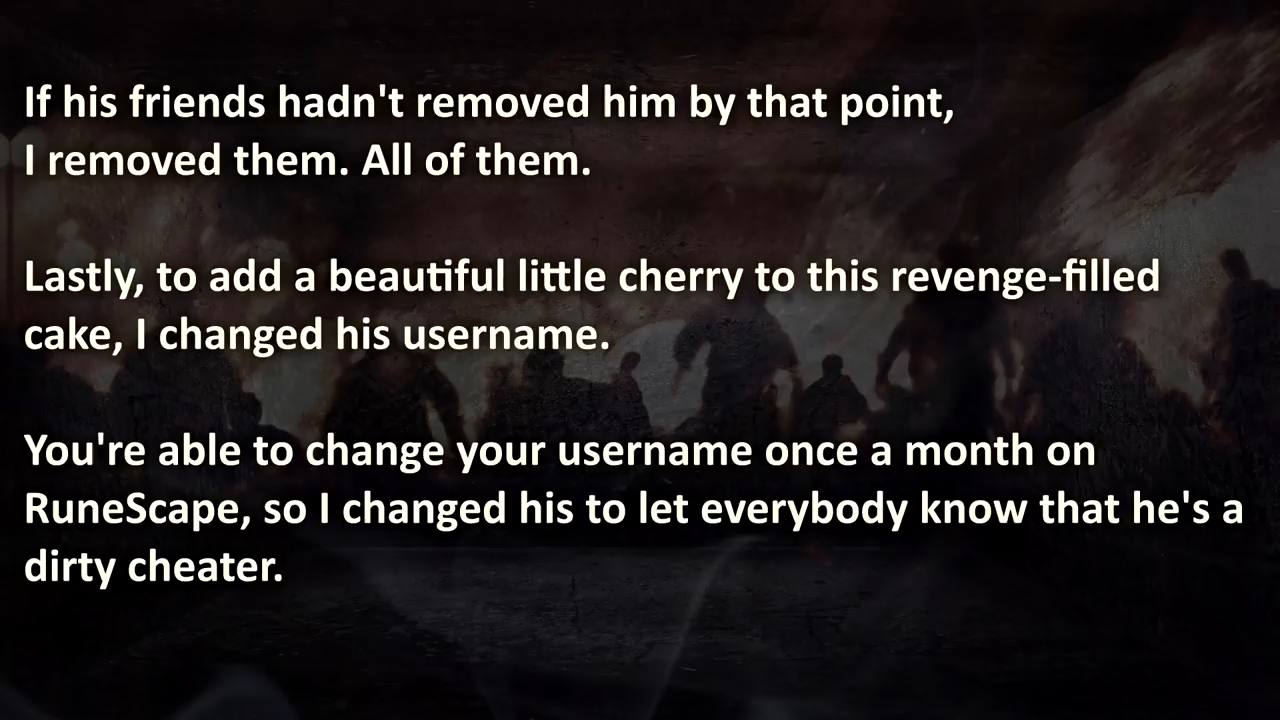 If his friends hadn't removed him by that point,
I removed them. All of them.
Lastly, to add a beautiful little cherry to this revenge-filled
cake, I changed his username.
You're able to change your username once a month on
RuneScape, so I changed his to let everybody know that he's a
dirty cheater.